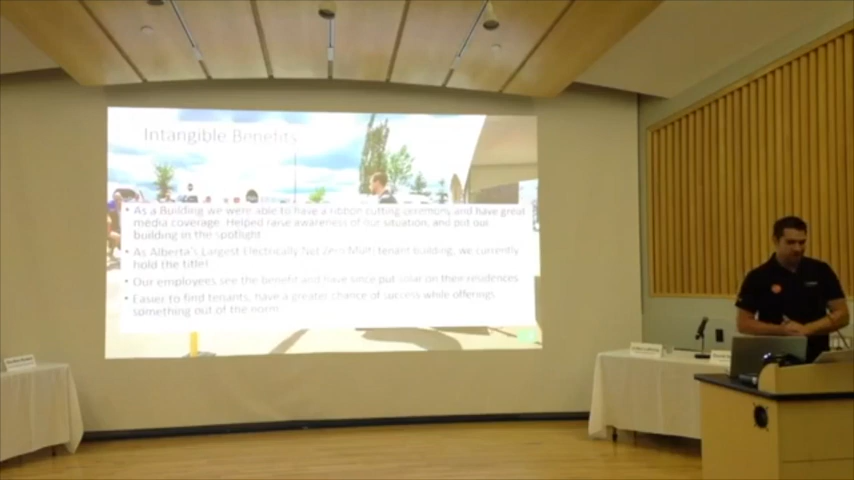 Intangible Benefits
• As a Building we were able to have a ribbon cutting ceremony and have great
media coverage. Helped raise awareness of our situation, and put our
building in the spotlight.
• As Alberta's Largest Electrically Net Zero Multi tenant building, we currently
hold the title!
• Our employees see the benefit and have since put solar on their residences
• Easier to find tenants, have a greater chance of success while offerings
something out of the norm